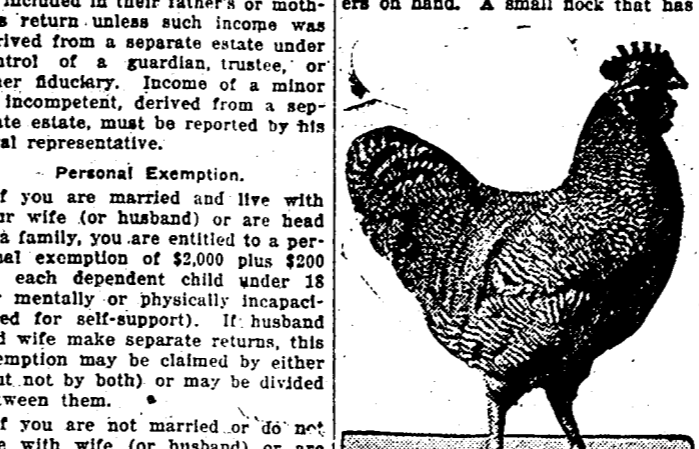 included in their father's or moth-
s return unless such income was
rived from a separate estate under
ntrol of a guardian, trustee, or
er fiduciary. Income of a minor
incompetent, derived from a sep-
ate estate, must be reported by his
al representative.
Personal Exemption.
f you are married and live with
ur wife (or husband) or are head
a family, you are entitled to a per-
nal exemption of $2,000 plus $200
each dependent child under 18
r mentally or physically incapaci-
ed for self-support). If husband
d wife make separate returns, this
emption may be claimed by either
ut not by both) or may be divided
tween them.
f you are not married or do not
e with wife (or husband) or are
ers on hand. A small flock that has